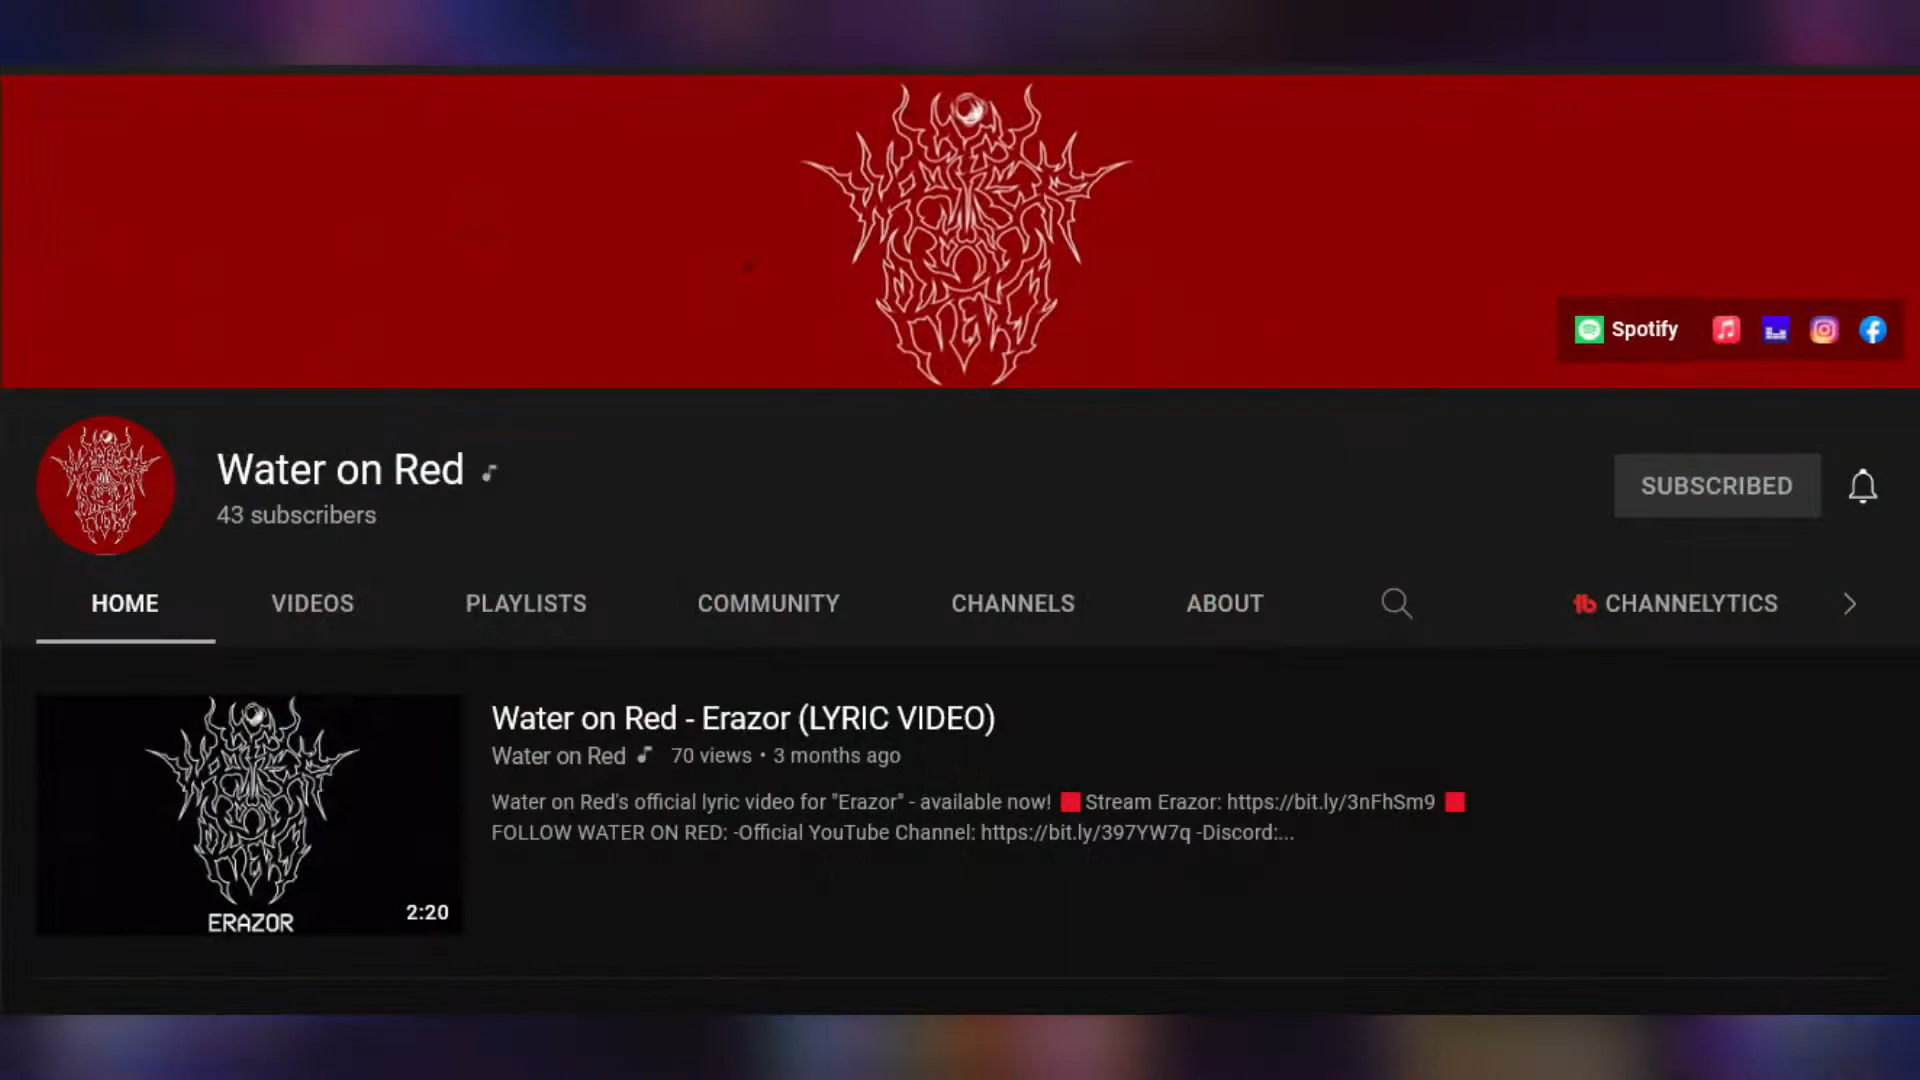 Spotify
Water on Red
43 subscribers
SUBSCRIBED
HOME VIDEOS PLAYLISTS COMMUNITY CHANNELS ABOUT CHANNELYTICS
Water on Red - Erazor (LYRIC VIDEO)
Water on Red 70 views • 3 months ago
Water on Red's official lyric video for "Erazor" - available now! 🟥Stream Erazor: https://bit.ly/3nFhSm9 🟥
FOLLOW WATER ON RED: -Official YouTube Channel: https://bit.ly/397YW7q -Discord:...
ERAZOR
2:20